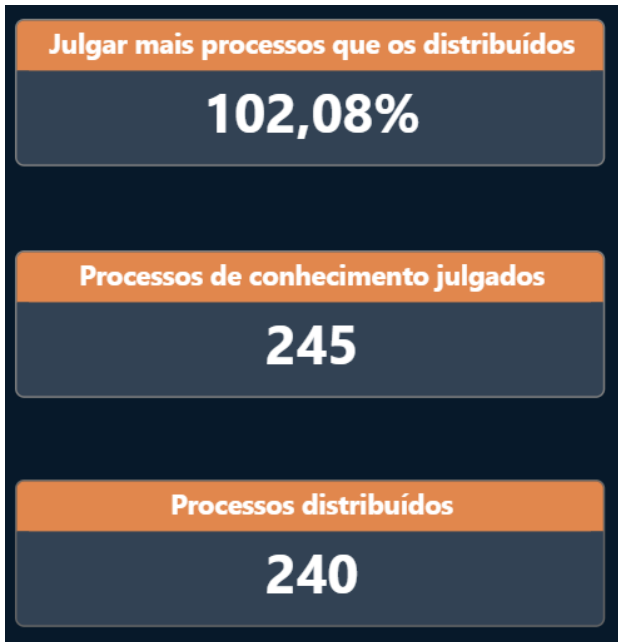 Julgar mais processos que os distribuídos
102,08%
Processos de conhecimento julgados
245
Processos distribuídos
240